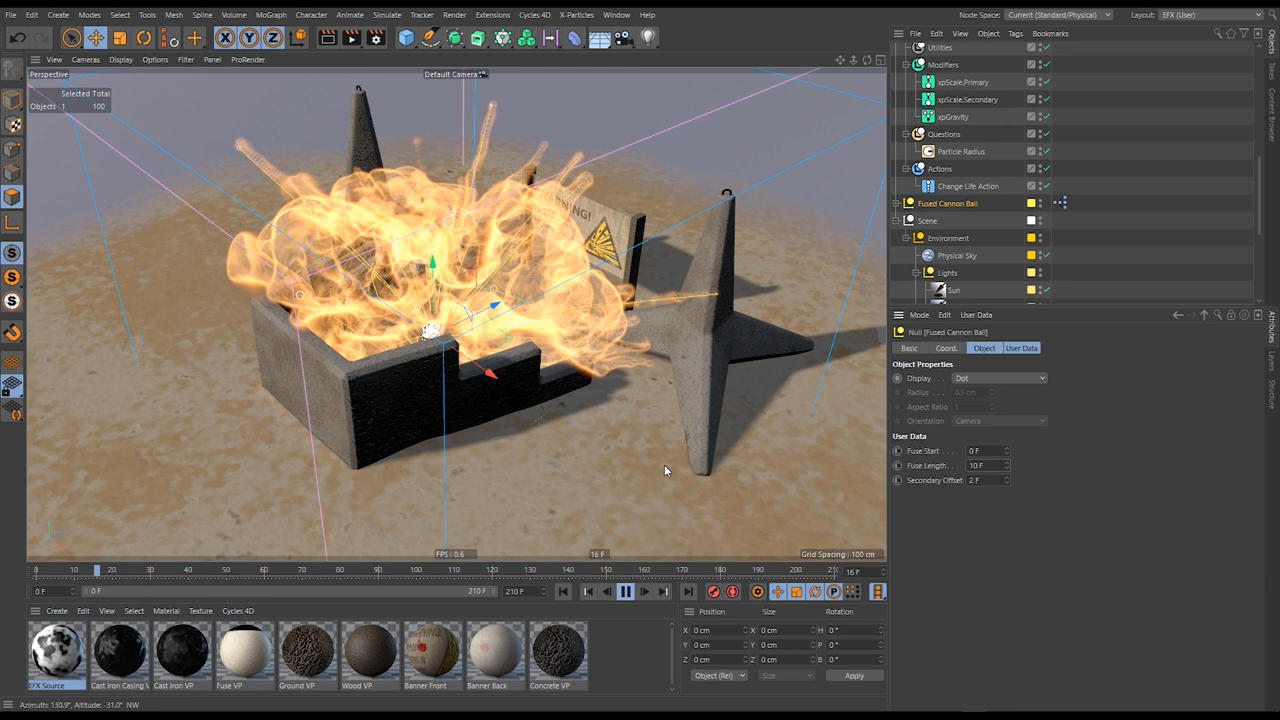 File Edit Create Modes Select Tools Mesh Spline Volume MoGraph Character Animate Simulate Tracker Render Extensions Cycles 4D X-Particles Window Help
Node Space: Current (Standard/Physical) Layout: EFX (User)
X Y Z
File Edit View Object Tags Bookmarks
View Cameras Display Options Filter Panel ProRender
Perspective
Default Camera
Selected Total
Objects 1 100
WARNING!
Utilities
Modifiers
xpScale.Primary
xpScale.Secondary
xpGravity
Questions
Particle Radius
Actions
Change Life Action
Fused Cannon Ball
Scene
Environment
Physical Sky
Lights
Sun
Objects
Takes
Content Browser
Mode Edit User Data
Null [Fused Cannon Ball]
Basic Coord. Object User Data
Object Properties
Display . . . Dot
Radius . . . . 0.5 cm
Aspect Ratio 1
Orientation Camera
User Data
Fuse Start . . . . 0 F
Fuse Length . . . 10 F
Secondary Offset 2 F
Attributes
Layers
Structure
FPS : 0.6 16 F Grid Spacing : 100 cm
0 10 20 30 40 50 60 70 80 90 100 110 120 130 140 150 160 170 180 190 200 16 F
0 F 0 F 210 F 210 F
Create Edit View Select Material Texture Cycles 4D
Position Size Rotation
X 0 cm X 0 cm H 0 °
Y 0 cm Y 0 cm P 0 °
Z 0 cm Z 0 cm B 0 °
Object (Rel) Size Apply
EFX Source Cast Iron Casing V Cast Iron VP Fuse VP Ground VP Wood VP Banner Front Banner Back Concrete VP
Azimuth: 130.9°, Altitude: -31.0° NW